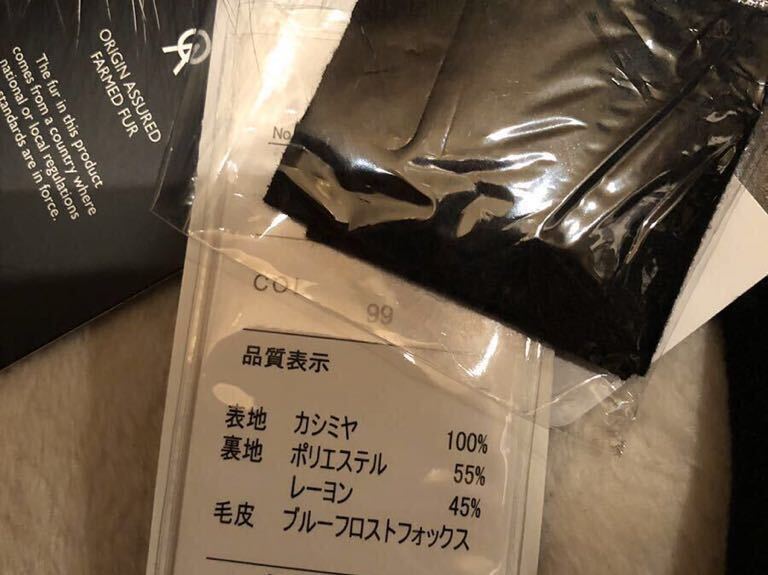 ORIGIN ASSURED
FARMED FUR
The fur in this product
comes from a country where
national or local regulations
standards are in force.
No
COL
99
品質表示
表地 カシミヤ 100%
裏地 ポリエステル 55%
レーヨン 45%
毛皮 ブルーフロストフォックス